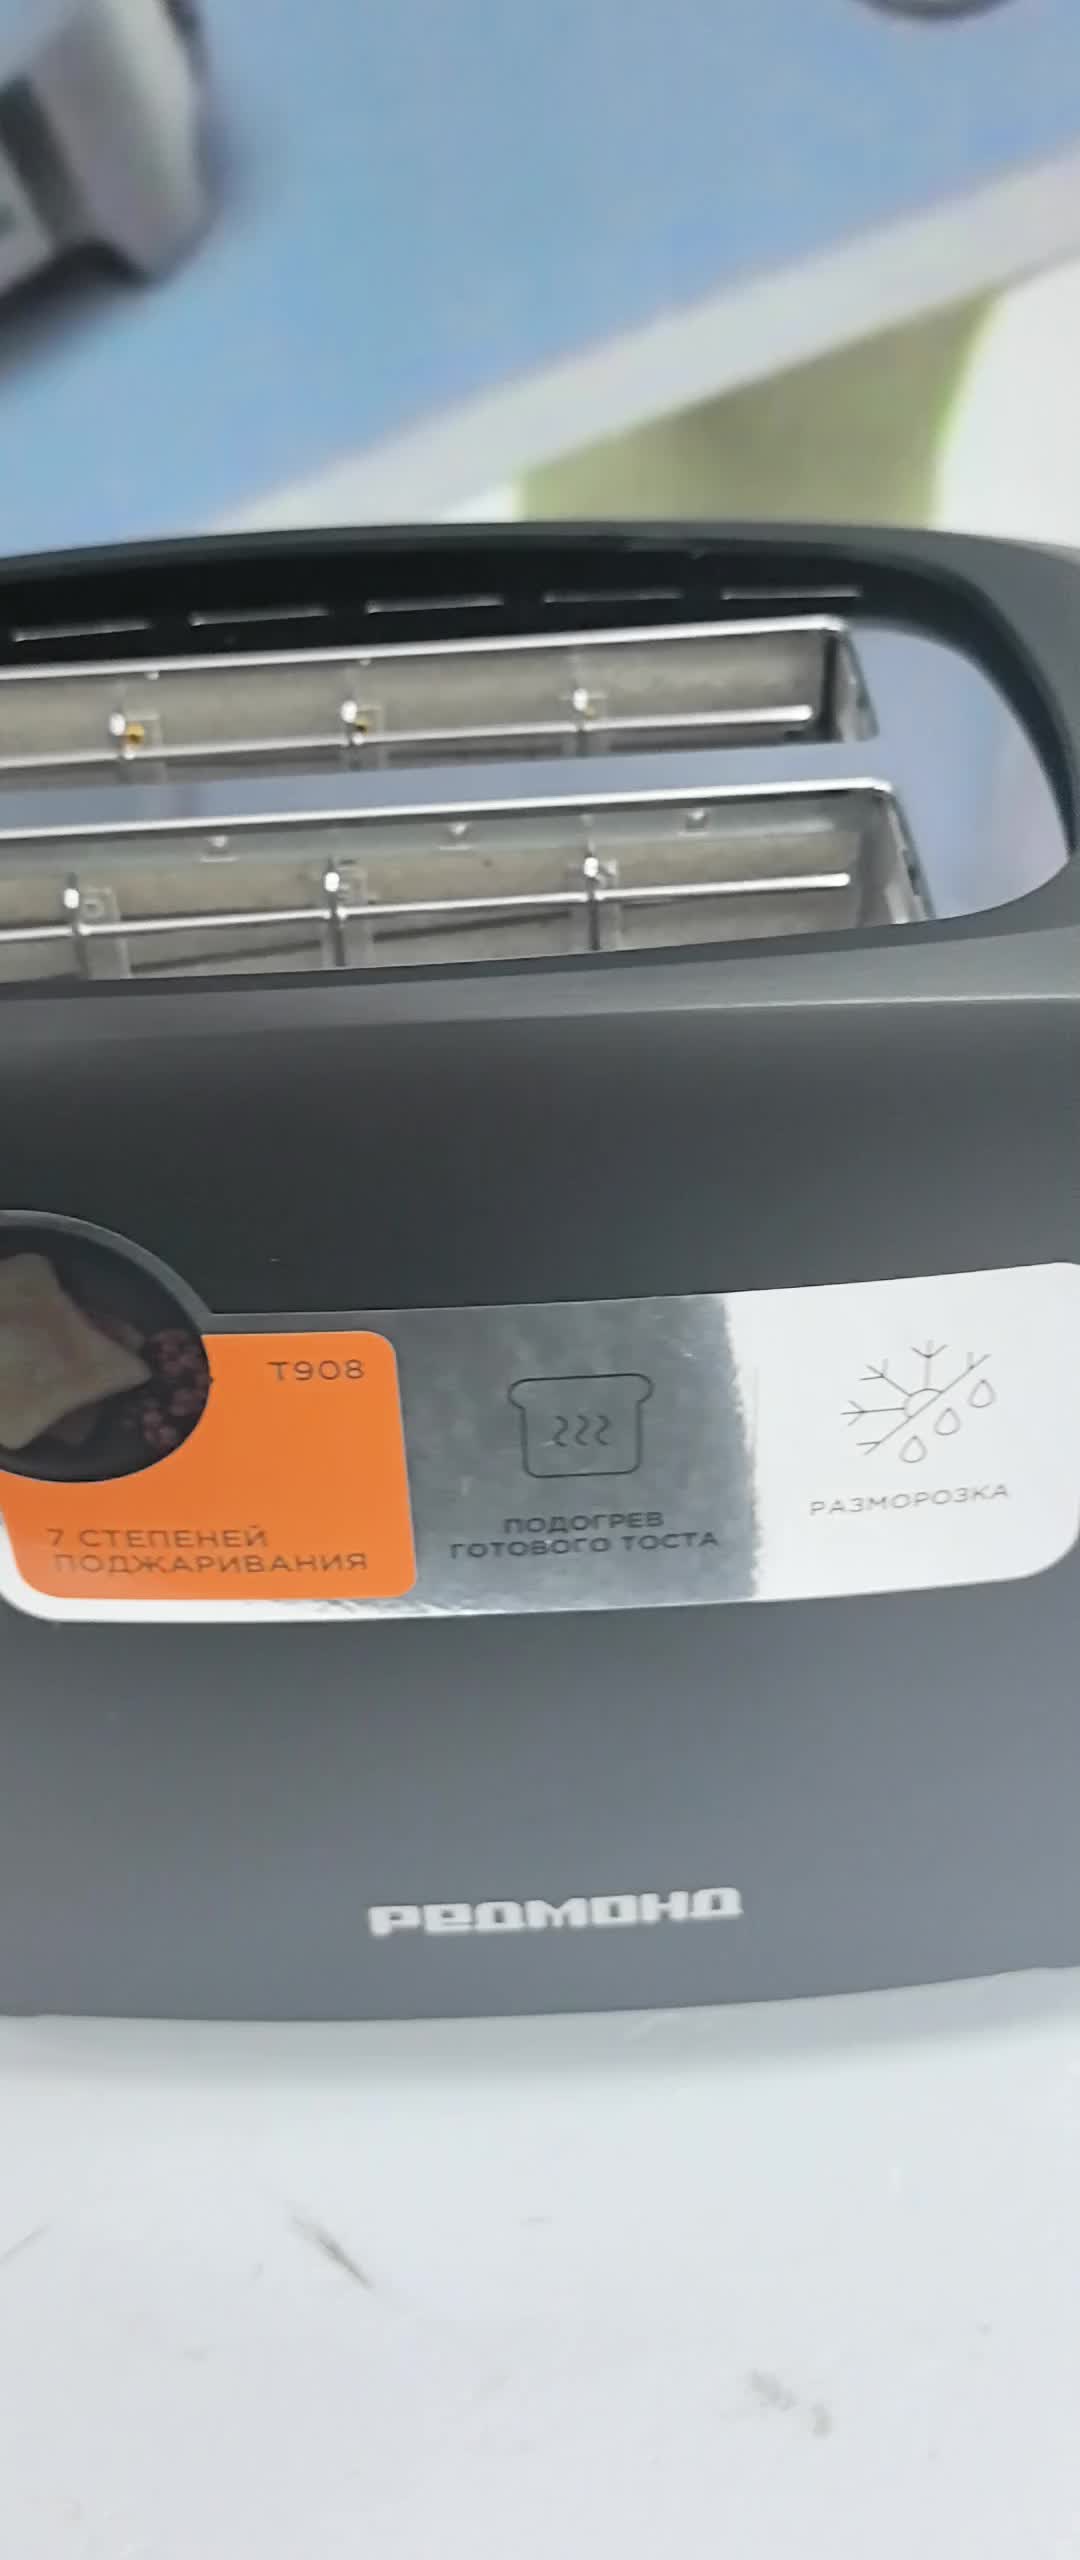 T908
7 СТЕПЕНЕЙ
ПОДЖАРИВАНИЯ
ПОДОГРЕВ
ГОТОВОГО ТОСТА
РАЗМОРОЗКА
РЕДМОНД